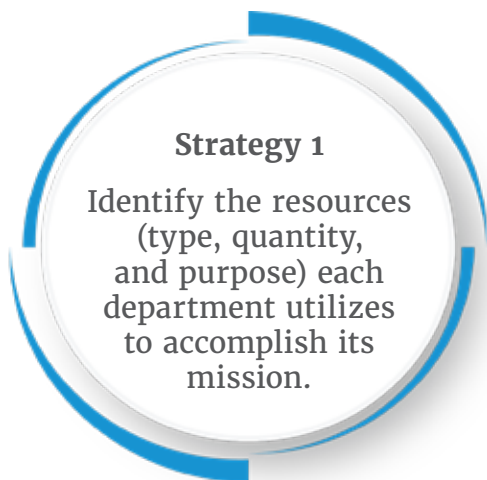 Strategy 1
Identify the resources
(type, quantity,
and purpose) each
department utilizes
to accomplish its
mission.